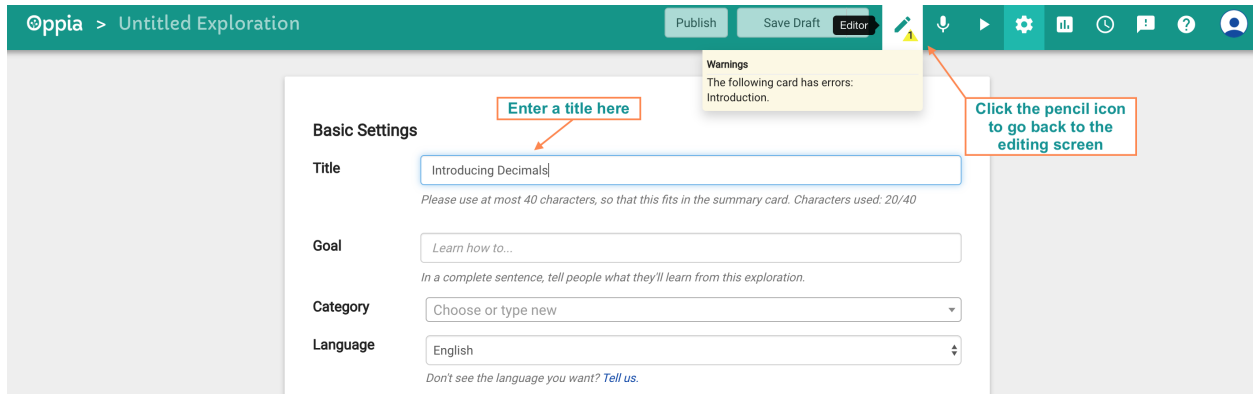 Oppia > Untitled Exploration
Publish
Save Draft
Editor
1
Warnings
The following card has errors:
Introduction.
Enter a title here
Click the pencil icon
to go back to the
editing screen
Basic Settings
Title
Introducing Decimals
Please use at most 40 characters, so that this fits in the summary card. Characters used: 20/40
Goal
Learn how to...
In a complete sentence, tell people what they'll learn from this exploration.
Category
Choose or type new
Language
English
Don't see the language you want? Tell us.